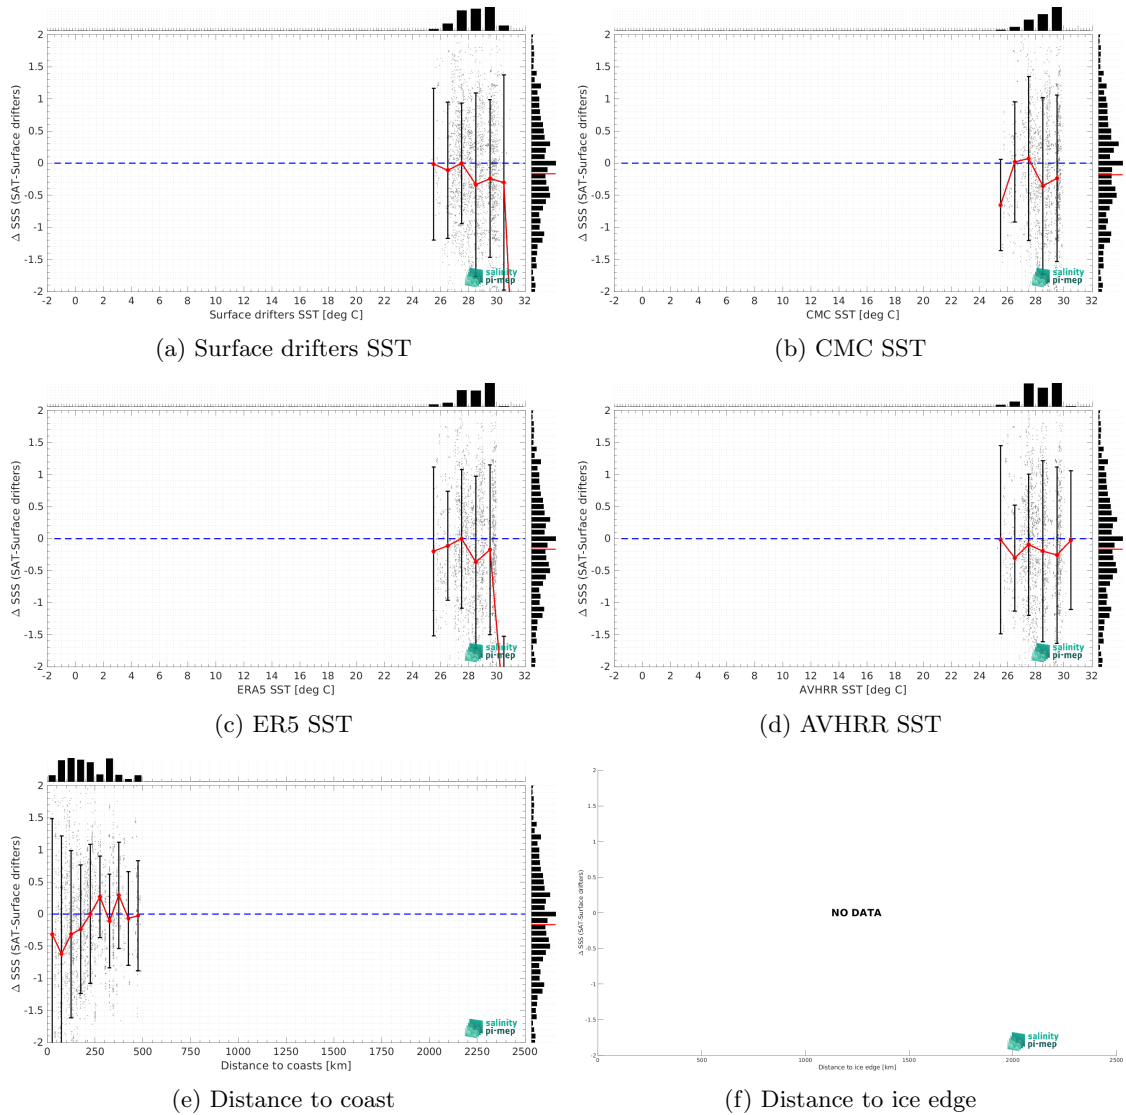 2
1.5
1
0.5
0
-0.5
-1
-1.5
-2
Δ SSS (SAT-Surface drifters)
salinity
pi-mep
-2 0 2 4 6 8 10 12 14 16 18 20 22 24 26 28 30 32
Surface drifters SST [deg C]
(a) Surface drifters SST
2
1.5
1
0.5
0
-0.5
-1
-1.5
-2
Δ SSS (SAT-Surface drifters)
salinity
pi-mep
-2 0 2 4 6 8 10 12 14 16 18 20 22 24 26 28 30 32
CMC SST [deg C]
(b) CMC SST
2
1.5
1
0.5
0
-0.5
-1
-1.5
-2
Δ SSS (SAT-Surface drifters)
salinity
pi-mep
-2 0 2 4 6 8 10 12 14 16 18 20 22 24 26 28 30 32
ERA5 SST [deg C]
(c) ER5 SST
2
1.5
1
0.5
0
-0.5
-1
-1.5
-2
Δ SSS (SAT-Surface drifters)
salinity
pi-mep
-2 0 2 4 6 8 10 12 14 16 18 20 22 24 26 28 30 32
AVHRR SST [deg C]
(d) AVHRR SST
2
1.5
1
0.5
0
-0.5
-1
-1.5
-2
Δ SSS (SAT-Surface drifters)
salinity
pi-mep
0 250 500 750 1000 1250 1500 1750 2000 2250 2500
Distance to coasts [km]
(e) Distance to coast
2
1.5
1
0.5
0
-0.5
-1
-1.5
-2
Δ SSS (SAT-Surface drifters)
NO DATA
salinity
pi-mep
0 500 1000 1500 2000 2500
Distance to ice edge [km]
(f) Distance to ice edge